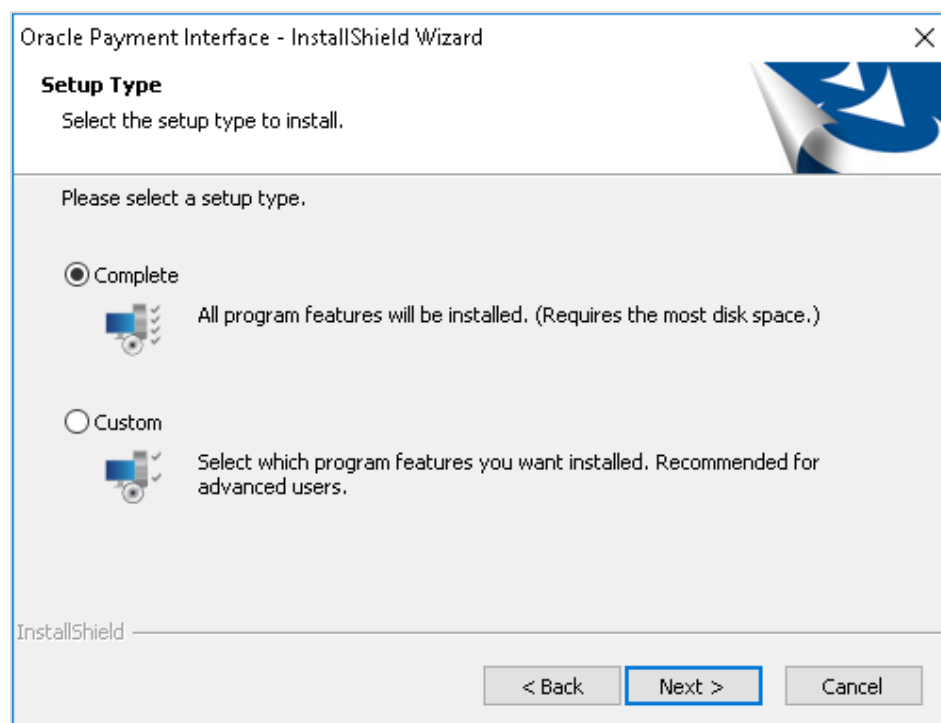 Oracle Payment Interface - InstallShield Wizard
Setup Type
Select the setup type to install.
Please select a setup type.
Complete
All program features will be installed. (Requires the most disk space.)
Custom
Select which program features you want installed. Recommended for
advanced users.
InstallShield
< Back
Next >
Cancel